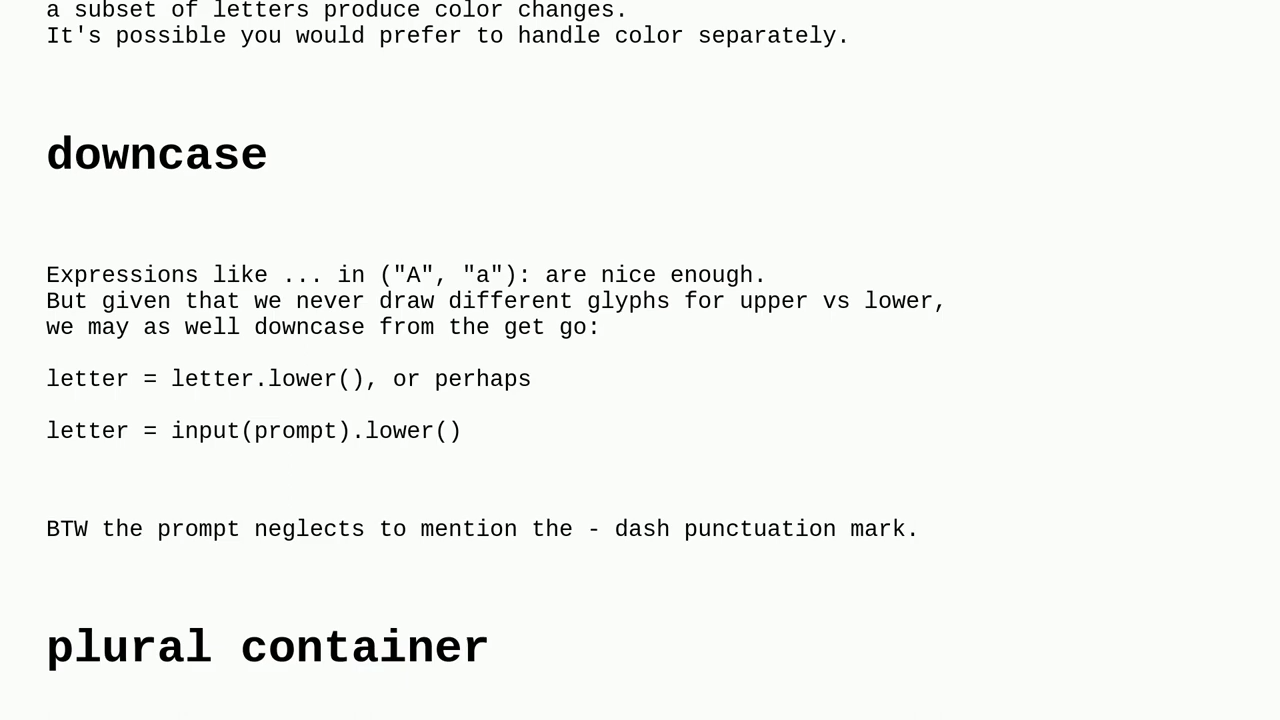 a subset of letters produce color changes.
It's possible you would prefer to handle color separately.
downcase
Expressions like ... in ("A", "a"): are nice enough.
But given that we never draw different glyphs for upper vs lower,
we may as well downcase from the get go:
letter = letter.lower(), or perhaps
letter = input(prompt).lower()
BTW the prompt neglects to mention the - dash punctuation mark.
plural container